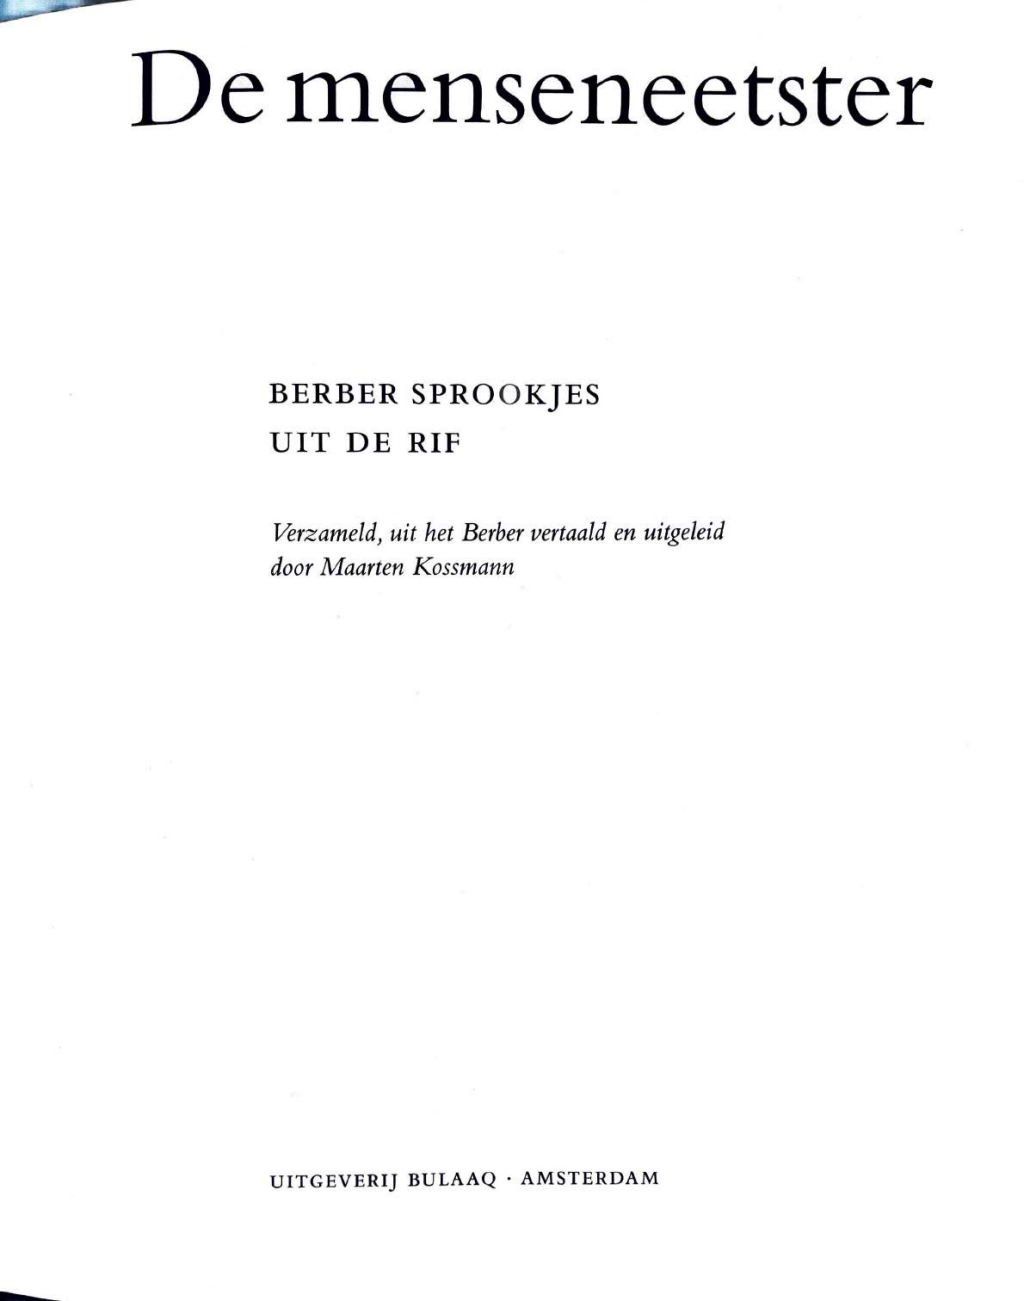 De menseneetster
BERBER SPROOKJES
UIT DE RIF
Verzameld, uit het Berber vertaald en uitgeleid
door Maarten Kossmann
UITGEVERIJ BULAAQ · AMSTERDAM